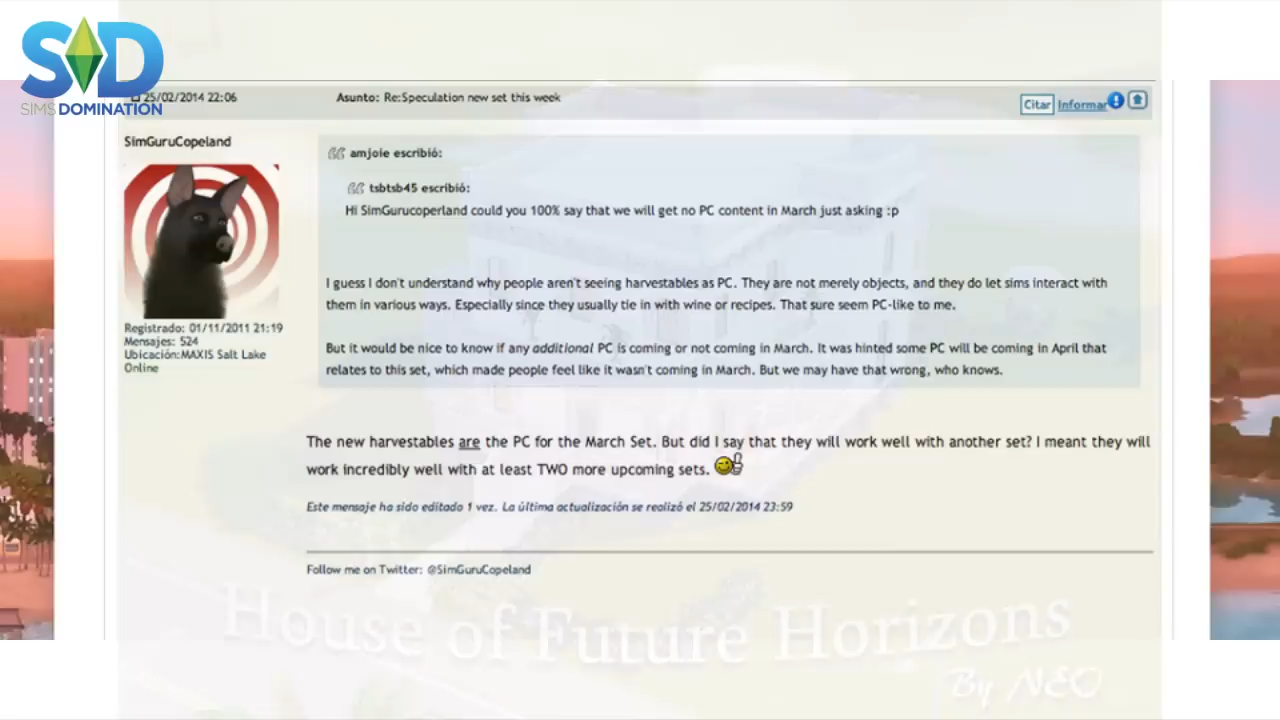 SD
SIMSDOMINATION
25/02/2014 22:06
Asunto: Re:Speculation new set this week
Citar Informar
SimGuruCopeland
amjoie escribió:
tsbtsb45 escribió:
Hi SimGurucoperland could you 100% say that we will get no PC content in March just asking :p
I guess I don't understand why people aren't seeing harvestables as PC. They are not merely objects, and they do let sims interact with
them in various ways. Especially since they usually tie in with wine or recipes. That sure seem PC-like to me.
But it would be nice to know if any additional PC is coming or not coming in March. It was hinted some PC will be coming in April that
relates to this set, which made people feel like it wasn't coming in March. But we may have that wrong, who knows.
Registrado: 01/11/2011 21:19
Mensajes: 524
Ubicación:MAXIS Salt Lake
Online
The new harvestables are the PC for the March Set. But did I say that they will work well with another set? I meant they will
work incredibly well with at least TWO more upcoming sets.
Este mensaje ha sido editado 1 vez. La última actualización se realizó el 25/02/2014 23:59
Follow me on Twitter: @SimGuruCopeland
House of Future Horizons
By NEO